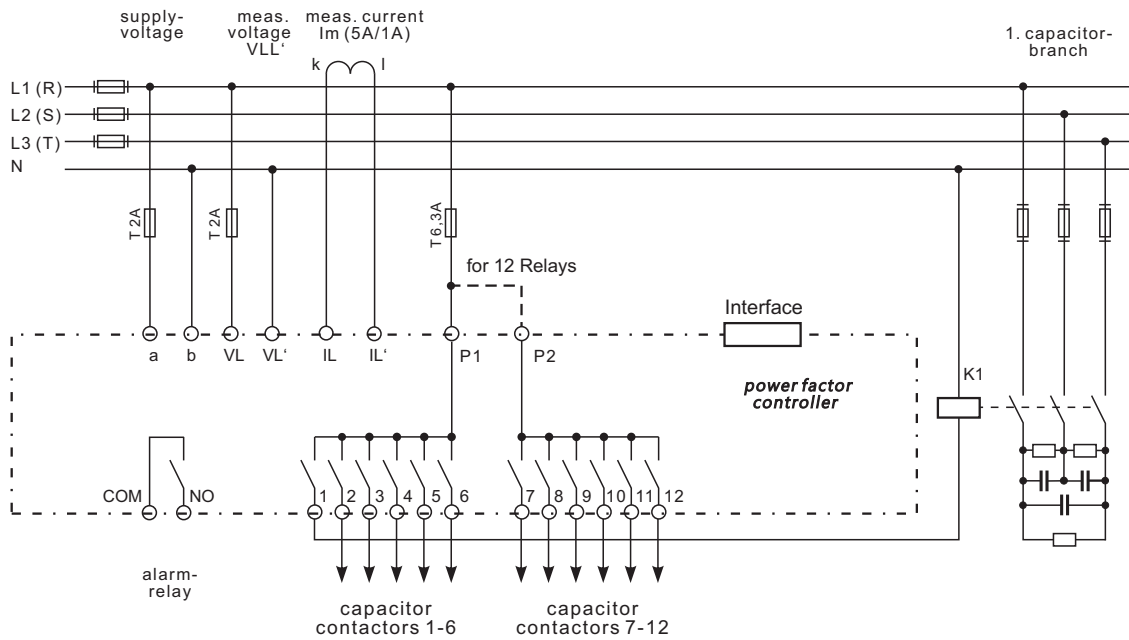 supply-
voltage
meas.
voltage
VLL‘
meas. current
Im (5A/1A)
k
l
1. capacitor-
branch
L1 (R)
L2 (S)
L3 (T)
N
T 2A
T 2A
T 6,3A
for 12 Relays
Interface
a
b
VL
VL‘
IL
IL‘
P1
P2
K1
power factor
controller
COM
NO
1
2
3
4
5
6
7
8
9
10
11
12
alarm-
relay
capacitor
contactors 1-6
capacitor
contactors 7-12